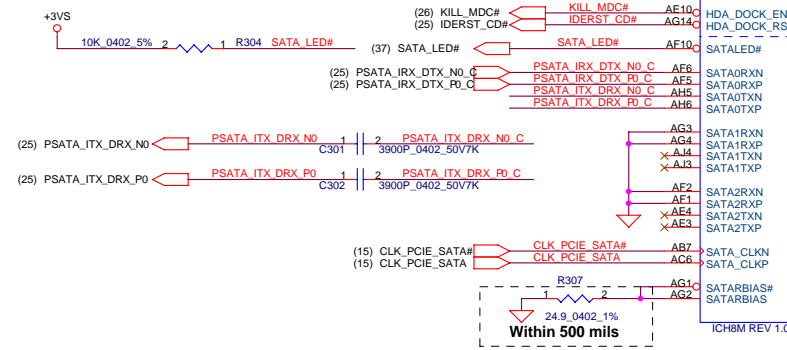 (26) KILL_MDC# KILL_MDC# AE10 HDA_DOCK_EN
(25) IDERST_CD# IDERST_CD# AG14 HDA_DOCK_RS
+3VS
10K_0402_5% 2 1 R304 SATA_LED#
(37) SATA_LED# SATA_LED# AF10 SATALED#
(25) PSATA_IRX_DTX_N0_C PSATA_IRX_DTX_N0_C AF6 SATA0RXN
(25) PSATA_IRX_DTX_P0_C PSATA_IRX_DTX_P0_C AF5 SATA0RXP
PSATA_ITX_DRX_N0_C AH5 SATA0TXN
PSATA_ITX_DRX_P0_C AH6 SATA0TXP
(25) PSATA_ITX_DRX_N0 PSATA_ITX_DRX_N0 1 2 PSATA_ITX_DRX_N0_C
C301 3900P_0402_50V7K
(25) PSATA_ITX_DRX_P0 PSATA_ITX_DRX_P0 1 2 PSATA_ITX_DRX_P0_C
C302 3900P_0402_50V7K
AG3 SATA1RXN
AG4 SATA1RXP
AJ4 SATA1TXN
AJ3 SATA1TXP
AF2 SATA2RXN
AF1 SATA2RXP
AE4 SATA2TXN
AE3 SATA2TXP
(15) CLK_PCIE_SATA# CLK_PCIE_SATA# AB7 SATA_CLKN
(15) CLK_PCIE_SATA CLK_PCIE_SATA AC6 SATA_CLKP
R307
1 2
AG1 SATARBIAS#
AG2 SATARBIAS
24.9_0402_1%
Within 500 mils
ICH8M REV 1.0